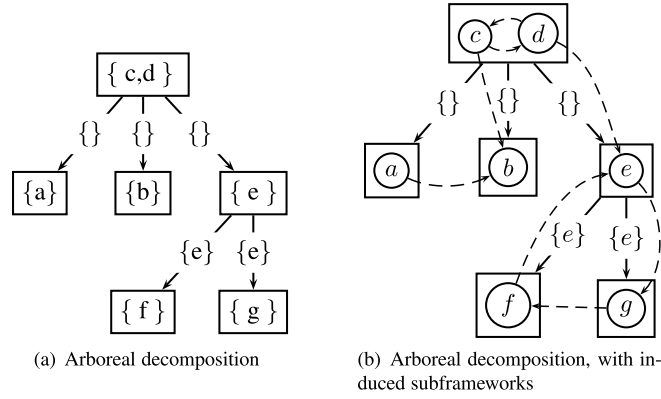 { c,d }
{} {} {}
{a} {b} { e }
{e} {e}
{ f } { g }
(a) Arboreal decomposition
c d
{} {} {}
a b e
{e} {e}
f g
(b) Arboreal decomposition, with in-
duced subframeworks